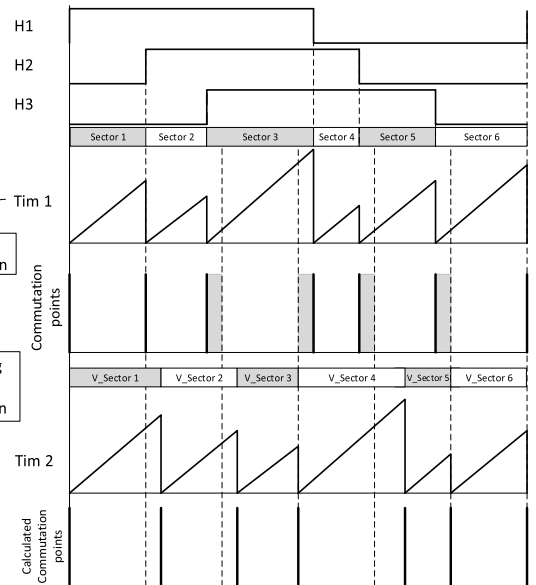 H1
H2
H3
Sector 1 Sector 2 Sector 3 Sector 4 Sector 5 Sector 6
Tim 1
n
Commutation
points
g
n
V_Sector 1 V_Sector 2 V_Sector 3 V_Sector 4 V_Sector 5 V_Sector 6
Tim 2
Calculated
Commutation
points